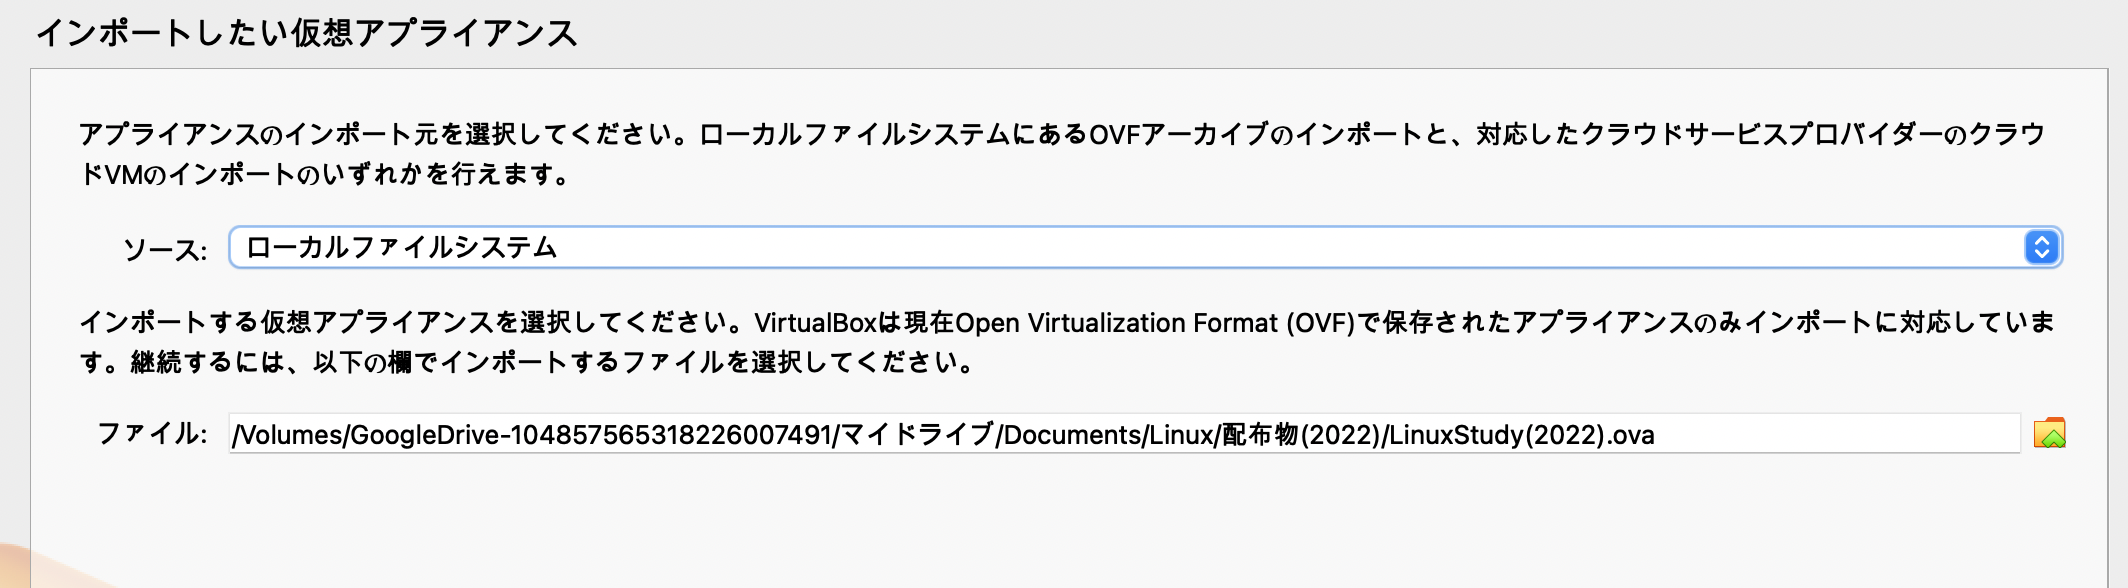 インポートしたい仮想アプライアンス
アプライアンスのインポート元を選択してください。ローカルファイルシステムにあるOVFアーカイブのインポートと、対応したクラウドサービスプロバイダーのクラウ
ドVMのインポートのいずれかを行えます。
ソース: ローカルファイルシステム
インポートする仮想アプライアンスを選択してください。VirtualBoxは現在Open Virtualization Format (OVF)で保存されたアプライアンスのみインポートに対応していま
す。継続するには、以下の欄でインポートするファイルを選択してください。
ファイル: /Volumes/GoogleDrive-104857565318226007491/マイドライブ/Documents/Linux/配布物(2022)/LinuxStudy(2022).ova